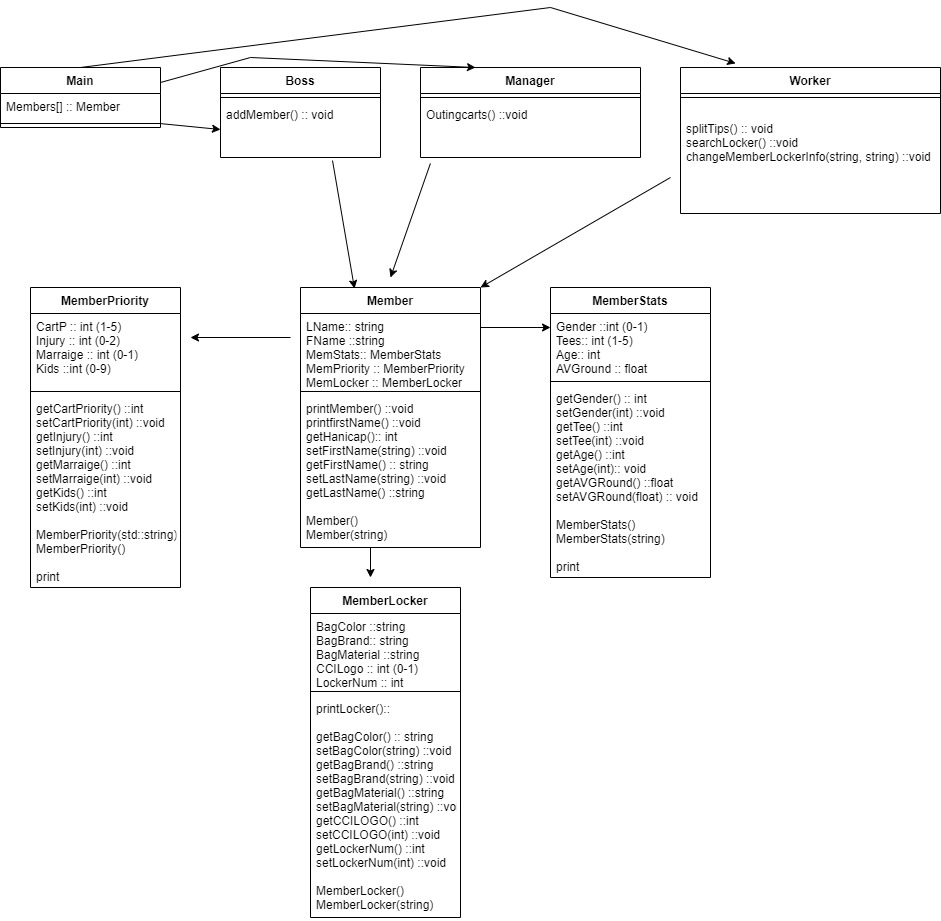 Main
Members[] :: Member
Boss
addMember() :: void
Manager
Outingcarts() ::void
Worker
splitTips() :: void
searchLocker() ::void
changeMemberLockerInfo(string, string) ::void
MemberPriority
CartP :: int (1-5)
Injury :: int (0-2)
Marraige :: int (0-1)
Kids ::int (0-9)
getCartPriority() ::int
setCartPriority(int) ::void
getInjury() ::int
setInjury(int) ::void
getMarraige() ::int
setMarraige(int) ::void
getKids() ::int
setKids(int) ::void
MemberPriority(std::string)
MemberPriority()
print
Member
LName:: string
FName ::string
MemStats:: MemberStats
MemPriority :: MemberPriority
MemLocker :: MemberLocker
printMember() ::void
printfirstName() ::void
getHanicap():: int
setFirstName(string) ::void
getFirstName() :: string
setLastName(string) ::void
getLastName() ::string
Member()
Member(string)
MemberStats
Gender ::int (0-1)
Tees:: int (1-5)
Age:: int
AVGround :: float
getGender() :: int
setGender(int) ::void
getTee() ::int
setTee(int) ::void
getAge() ::int
setAge(int):: void
getAVGRound() ::float
setAVGRound(float) :: void
MemberStats()
MemberStats(string)
print
MemberLocker
BagColor ::string
BagBrand:: string
BagMaterial ::string
CCILogo :: int (0-1)
LockerNum :: int
printLocker()::
getBagColor() :: string
setBagColor(string) ::void
getBagBrand() ::string
setBagBrand(string) ::void
getBagMaterial() ::string
setBagMaterial(string) ::vo
getCCILOGO() ::int
setCCILOGO(int) ::void
getLockerNum() ::int
setLockerNum(int) ::void
MemberLocker()
MemberLocker(string)